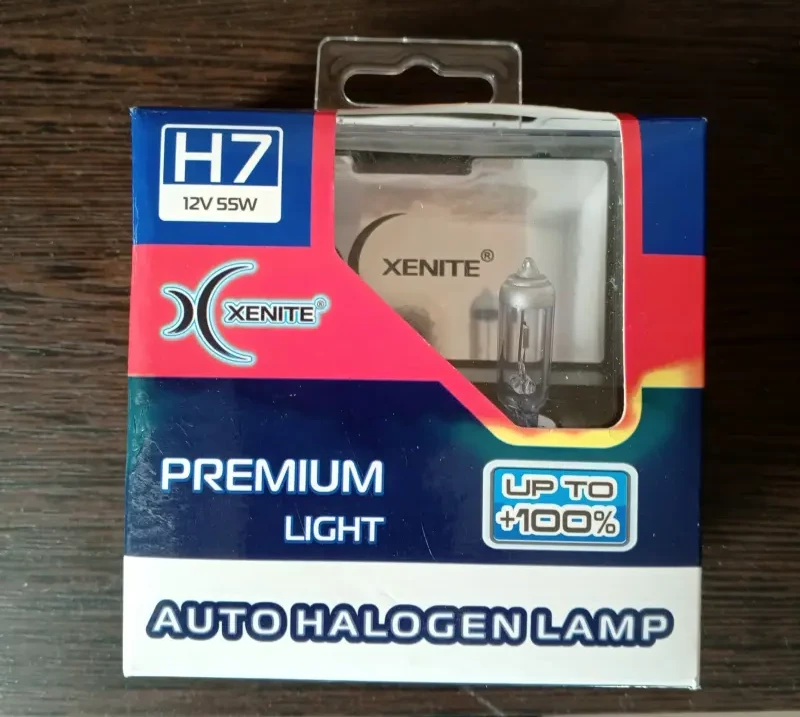 H7
12V 55W
XENITE®
XENITE®
PREMIUM
LIGHT
UP TO
+100%
AUTO HALOGEN LAMP